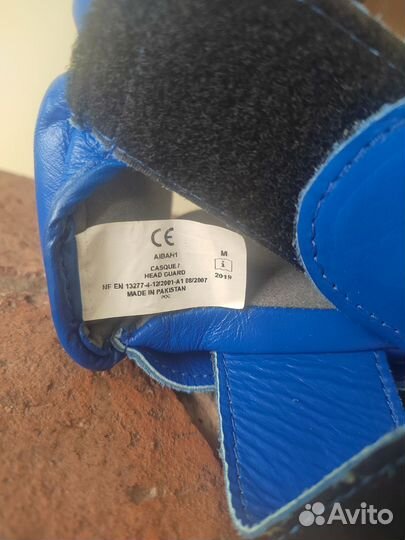 CE
AIBAH1
M
CASQUE /
HEAD GUARD
i
2019
NF EN 13277-4-12/2001-A1 08/2007
MADE IN PAKISTAN
Avito